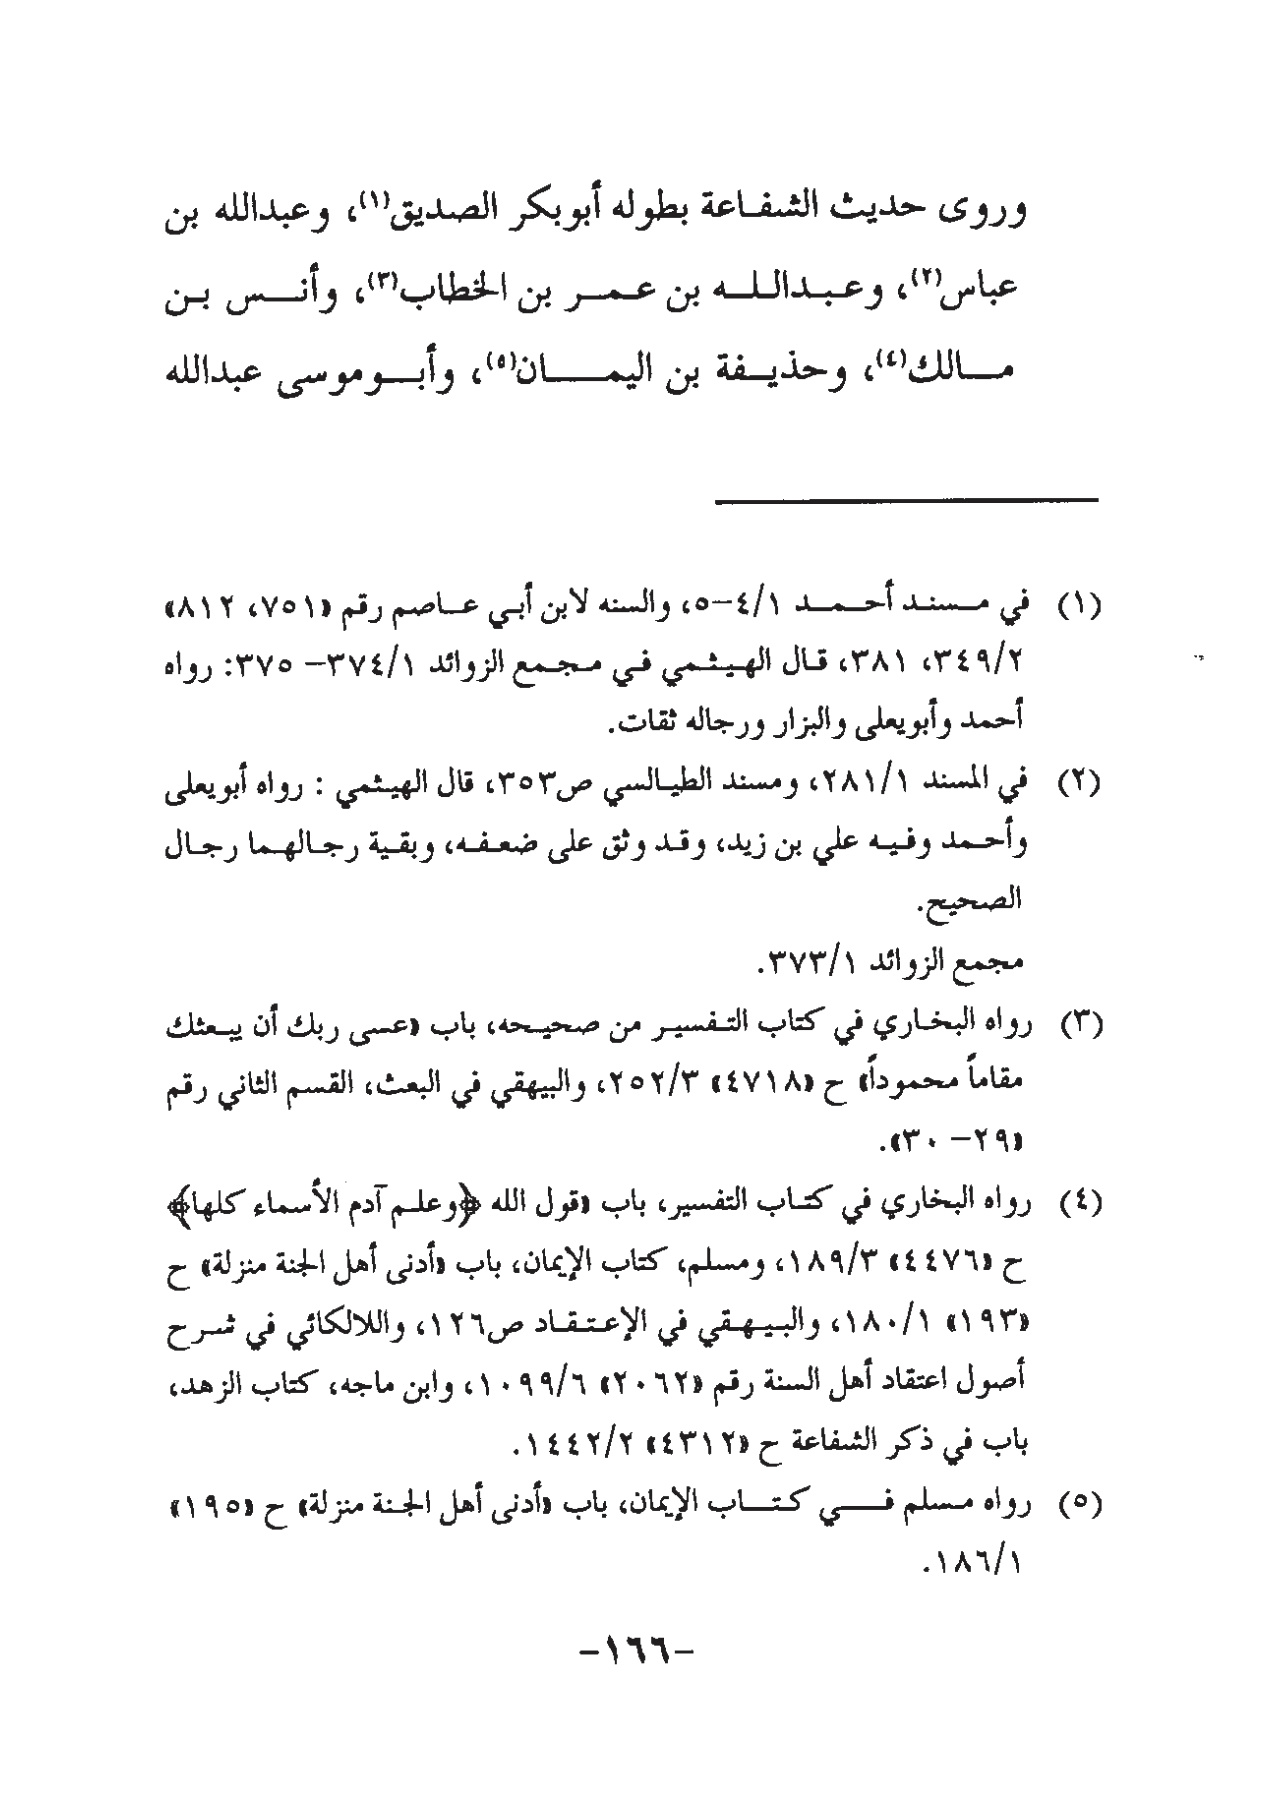 وروى حديث الشفاعة بطوله أبوبكر الصديق(١)، وعبدالله بن
عباس(٢)، وعبدالله بن عمر بن الخطاب(٣)، وأنس بن
مالك(٤)، وحذيفة بن اليمان(٥)، وأبوموسى عبدالله
(١) في مسند أحمد ٤/١-٥، والسنه لابن أبي عاصم رقم «٧٥١، ٨١٢»
٣٤٩/٢، ٣٨١، قال الهيثمي في مجمع الزوائد ٣٧٤/١– ٣٧٥: رواه
أحمد وأبويعلى والبزار ورجاله ثقات.
(٢) في المسند ٢٨١/١، ومسند الطيالسي ص٣٥٣، قال الهيثمي : رواه أبويعلى
وأحمد وفيه علي بن زيد، وقد وثق على ضعفه، وبقية رجالهما رجال
الصحيح.
مجمع الزوائد ٣٧٣/١.
(٣) رواه البخاري في كتاب التفسير من صحيحه، باب «عسى ربك أن يبعثك
مقاماً محموداً» ح «٤٧١٨» ٢٥٢/٣، والبيهقي في البعث، القسم الثاني رقم
«٢٩– ٣٠».
(٤) رواه البخاري في كتاب التفسير، باب «قول الله ﴿وعلم آدم الأسماء كلها﴾
ح «٤٤٧٦» ١٨٩/٣، ومسلم، كتاب الإيمان، باب «أدنى أهل الجنة منزلة» ح
«١٩٣» ١٨٠/١، والبيهقي في الإعتقاد ص١٢٦، واللالكائي في شرح
أصول اعتقاد أهل السنة رقم «٢٠٦٢» ١٠٩٩/٦، وابن ماجه، كتاب الزهد،
باب في ذكر الشفاعة ح «٤٣١٢» ١٤٤٢/٢.
(٥) رواه مسلم في كتاب الإيمان، باب «أدنى أهل الجنة منزلة» ح «١٩٥»
١٨٦/١.
-١٦٦-